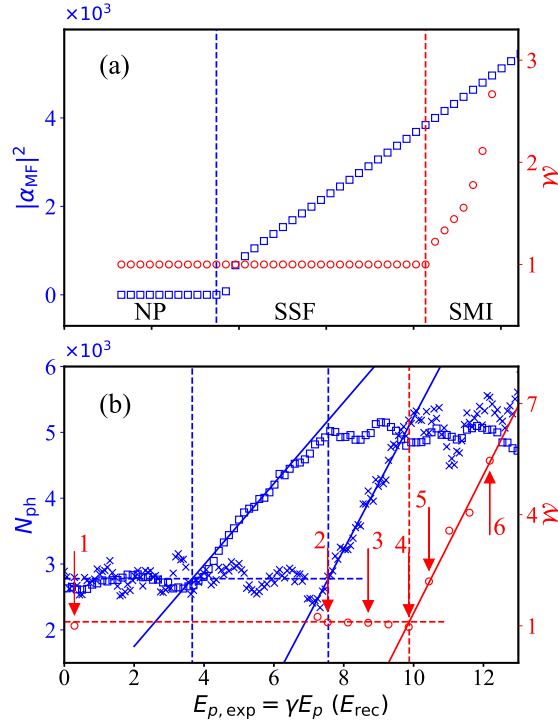 ×10³
(a)
|α_MF|²
4
2
0
3
2
1
𝒲
NP SSF SMI
×10³
(b)
N_ph
6
5
4
3
2
7
4
1
𝒲
1 2 3 4 5 6
0 2 4 6 8 10 12
E_{p, exp} = γE_p (E_rec)